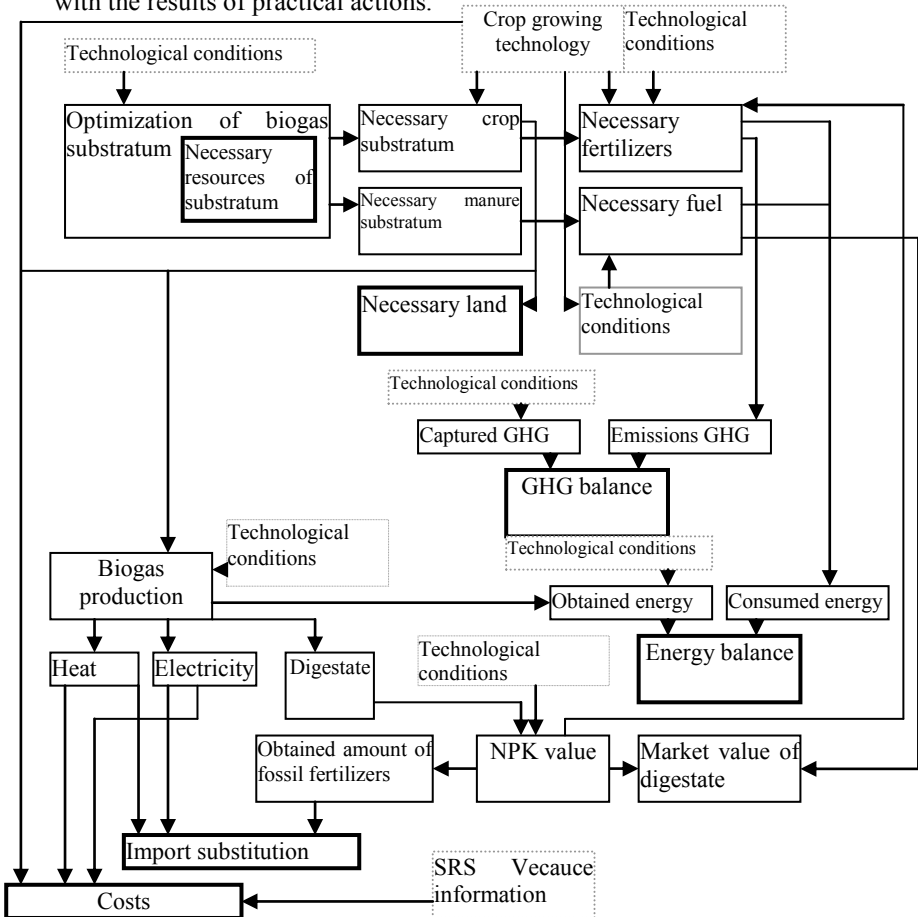 with the results of practical actions.
Crop growing
technology
Technological
conditions
Technological conditions
Optimization of biogas
substratum
Necessary
resources of
substratum
Necessary crop
substratum
Necessary
fertilizers
Necessary manure
substratum
Necessary fuel
Necessary land
Technological
conditions
Technological conditions
Captured GHG
Emissions GHG
GHG balance
Technological
conditions
Technological conditions
Biogas
production
Obtained energy
Consumed energy
Heat
Electricity
Digestate
Technological
conditions
Energy balance
Obtained amount of
fossil fertilizers
NPK value
Market value of
digestate
Import substitution
SRS Vecauce
information
Costs